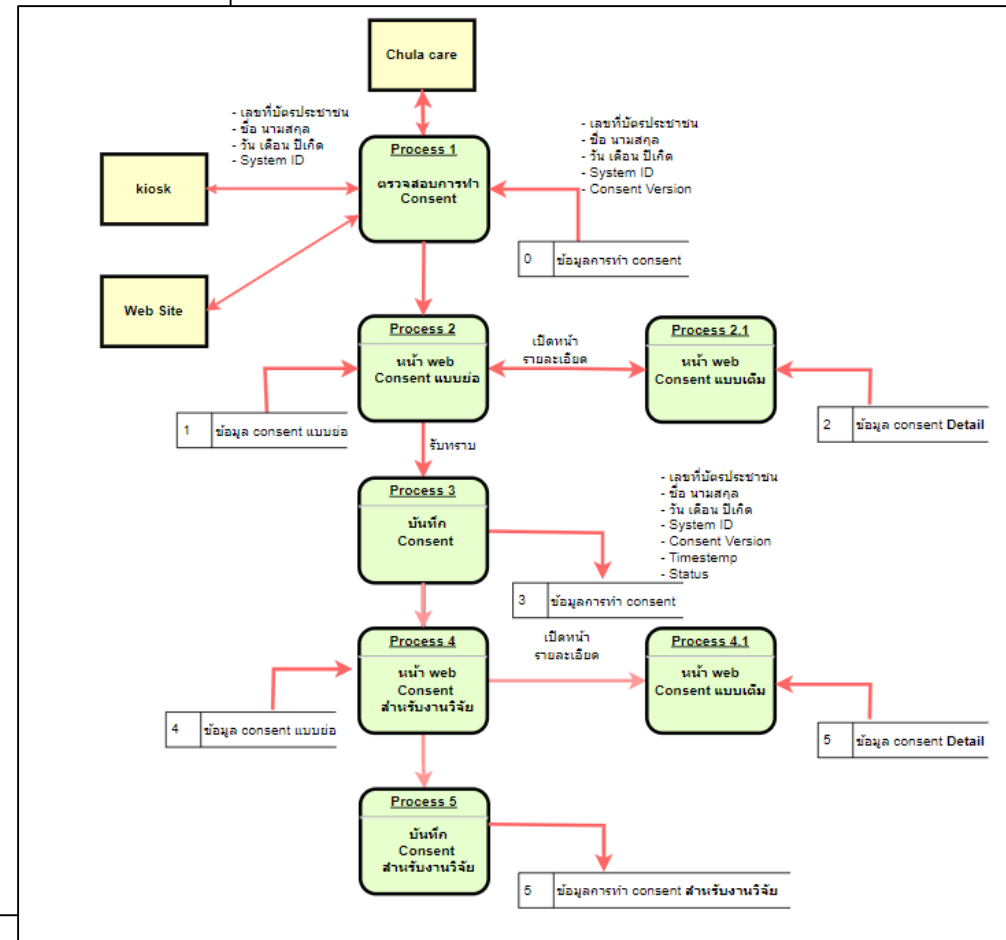 Chula care
- เลขที่บัตรประชาชน
- ชื่อ นามสกุล
- วัน เดือน ปีเกิด
- System ID
- เลขที่บัตรประชาชน
- ชื่อ นามสกุล
- วัน เดือน ปีเกิด
- System ID
- Consent Version
kiosk
Process 1
ตรวจสอบการทำ
Consent
0
ข้อมูลการทำ consent
Web Site
Process 2
หน้า web
Consent แบบย่อ
เปิดหน้า
รายละเอียด
Process 2.1
หน้า web
Consent แบบเต็ม
1
ข้อมูล consent แบบย่อ
2
ข้อมูล consent Detail
รับทราบ
Process 3
บันทึก
Consent
- เลขที่บัตรประชาชน
- ชื่อ นามสกุล
- วัน เดือน ปีเกิด
- System ID
- Consent Version
- Timestemp
- Status
3
ข้อมูลการทำ consent
Process 4
หน้า web
Consent
สำหรับงานวิจัย
เปิดหน้า
รายละเอียด
Process 4.1
หน้า web
Consent แบบเต็ม
4
ข้อมูล consent แบบย่อ
5
ข้อมูล consent Detail
Process 5
บันทึก
Consent
สำหรับงานวิจัย
5
ข้อมูลการทำ consent สำหรับงานวิจัย